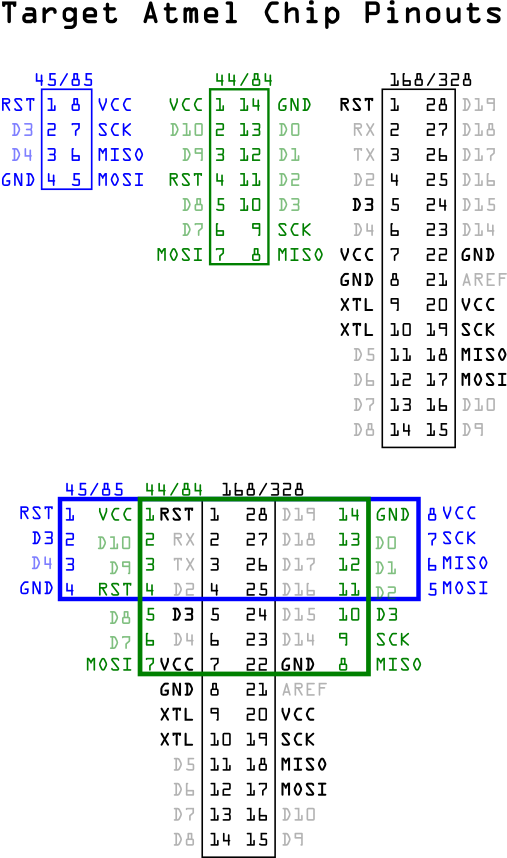 Target Atmel Chip Pinouts
45/85 44/84 168/328
RST 1 8 VCC VCC 1 14 GND RST 1 28 D19
D3 2 7 SCK D10 2 13 D0 RX 2 27 D18
D4 3 6 MISO D9 3 12 D1 TX 3 26 D17
GND 4 5 MOSI RST 4 11 D2 D2 4 25 D16
D8 5 10 D3 D3 5 24 D15
D7 6 9 SCK D4 6 23 D14
MOSI 7 8 MISO VCC 7 22 GND
GND 8 21 AREF
XTL 9 20 VCC
XTL 10 19 SCK
D5 11 18 MISO
D6 12 17 MOSI
D7 13 16 D10
D8 14 15 D9
45/85 44/84 168/328
RST 1 VCC 1 RST 1 28 D19 14 GND 8 VCC
D3 2 D10 2 RX 2 27 D18 13 D0 7 SCK
D4 3 D9 3 TX 3 26 D17 12 D1 6 MISO
GND 4 RST 4 D2 4 25 D16 11 D2 5 MOSI
D8 5 D3 5 24 D15 10 D3
D7 6 D4 6 23 D14 9 SCK
MOSI 7 VCC 7 22 GND 8 MISO
GND 8 21 AREF
XTL 9 20 VCC
XTL 10 19 SCK
D5 11 18 MISO
D6 12 17 MOSI
D7 13 16 D10
D8 14 15 D9